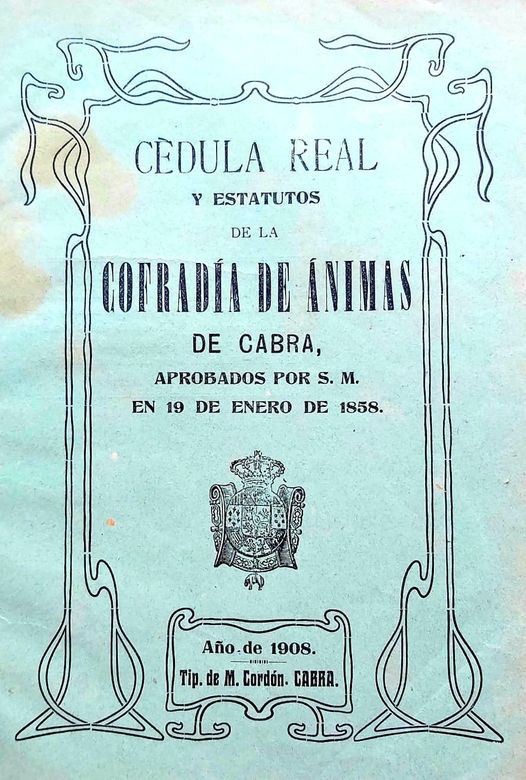 CÈDULA REAL
Y ESTATUTOS
DE LA
COFRADÍA DE ÁNIMAS
DE CABRA,
APROBADOS POR S. M.
EN 19 DE ENERO DE 1858.
Año de 1908.
Tip. de M. Cordón. CABRA.